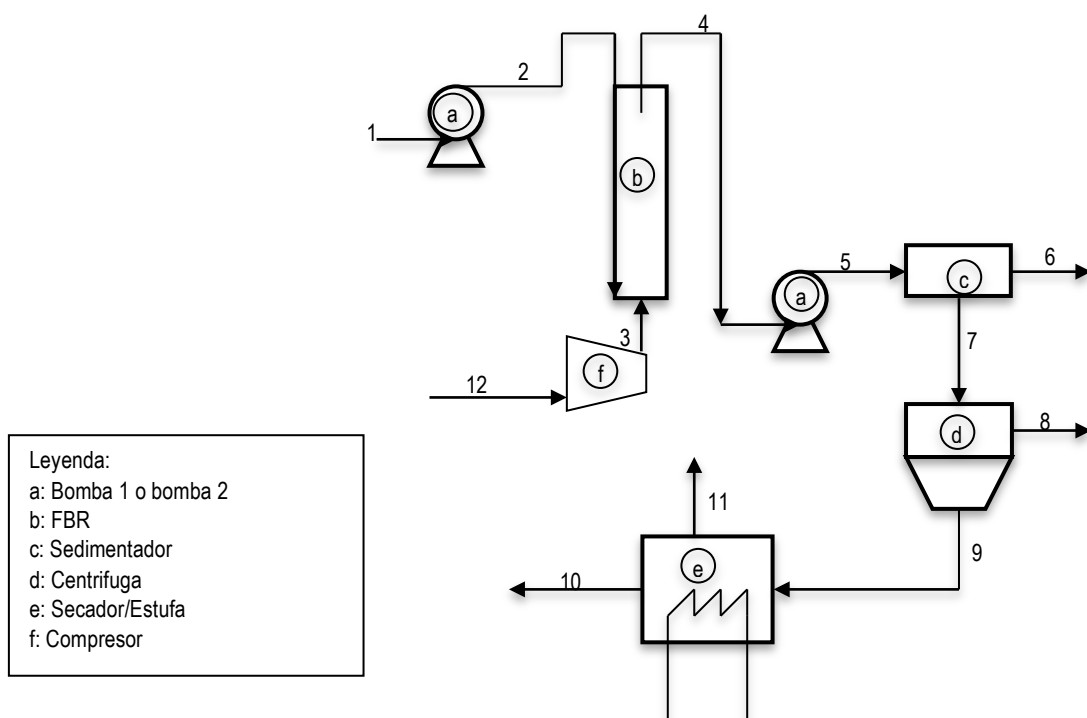 4
2
a
1
b
5
6
a
c
3
7
12
f
8
d
Leyenda:
a: Bomba 1 o bomba 2
b: FBR
c: Sedimentador
d: Centrifuga
e: Secador/Estufa
f: Compresor
11
9
e
10